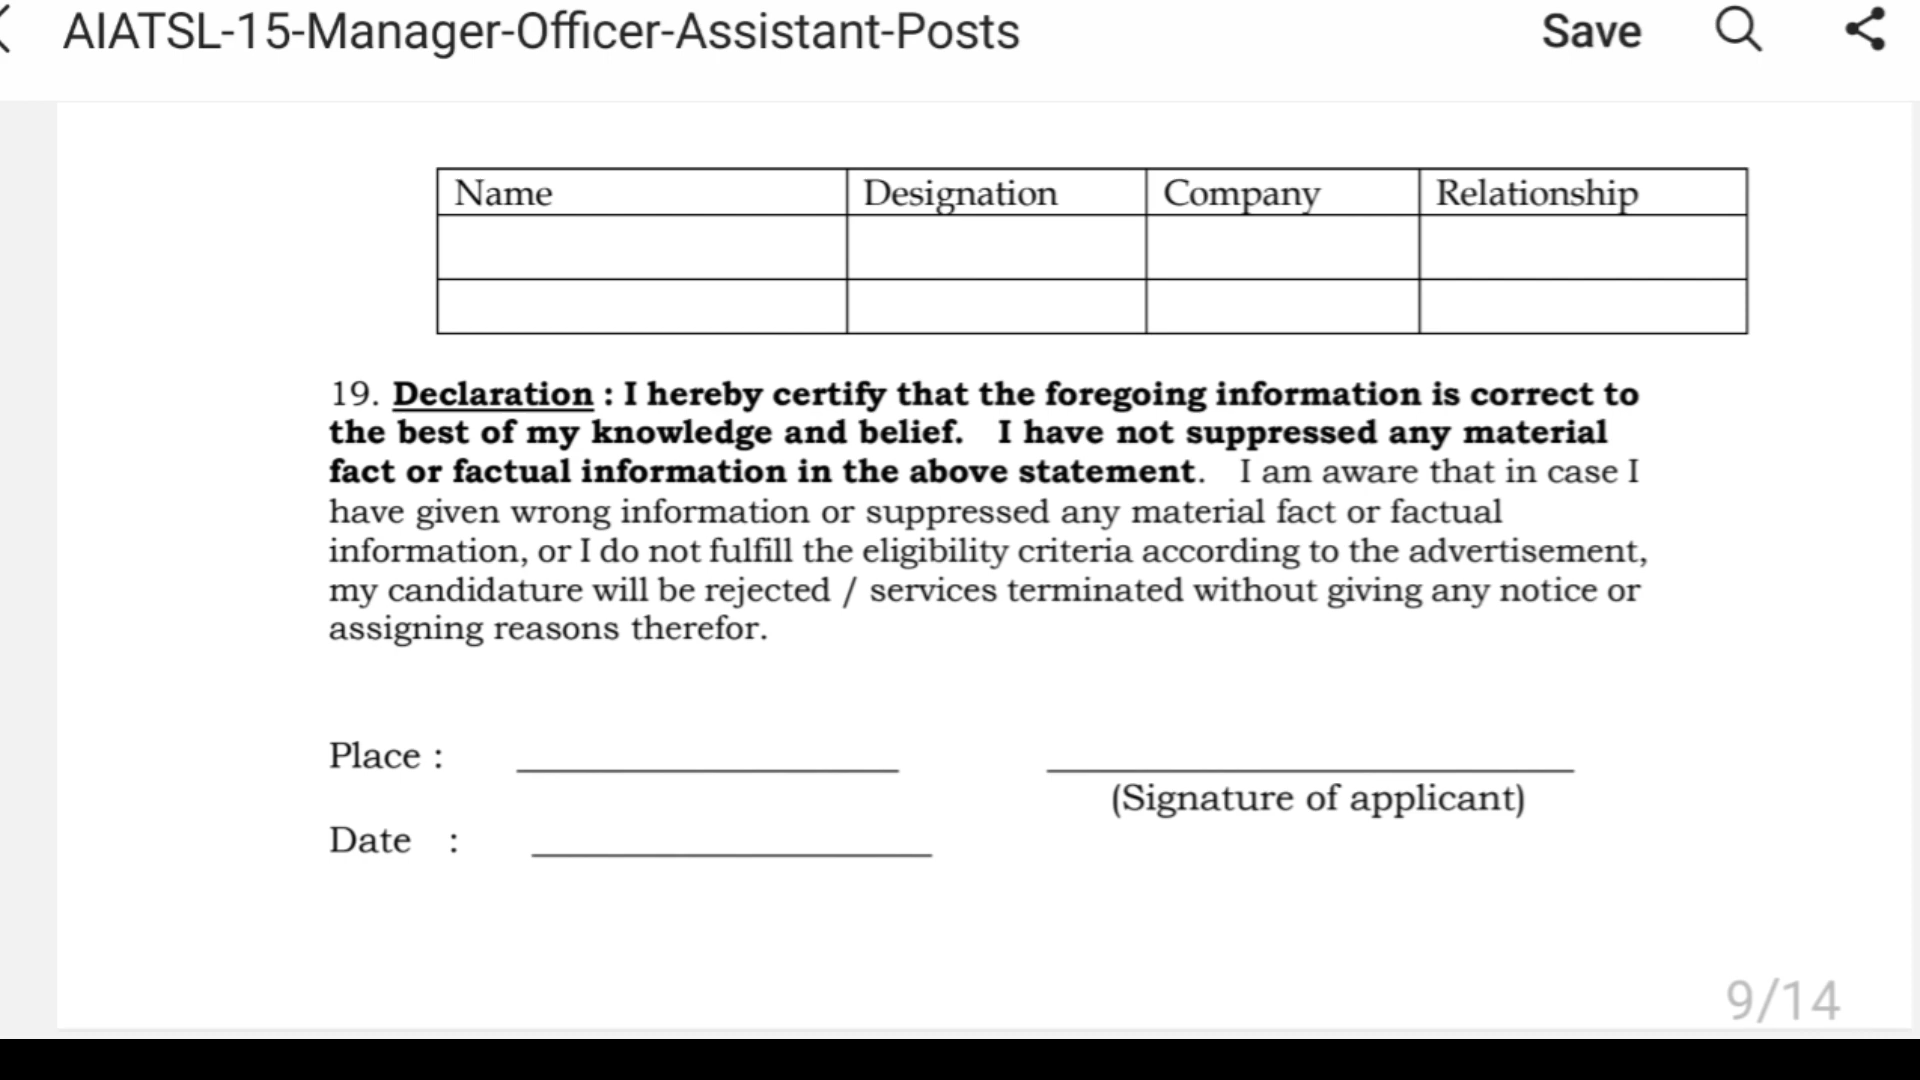 AIATSL-15-Manager-Officer-Assistant-Posts Save
Name Designation Company Relationship
19. Declaration : I hereby certify that the foregoing information is correct to
the best of my knowledge and belief. I have not suppressed any material
fact or factual information in the above statement. I am aware that in case I
have given wrong information or suppressed any material fact or factual
information, or I do not fulfill the eligibility criteria according to the advertisement,
my candidature will be rejected / services terminated without giving any notice or
assigning reasons therefor.
Place : ____________________ ____________________
(Signature of applicant)
Date : ____________________
9/14